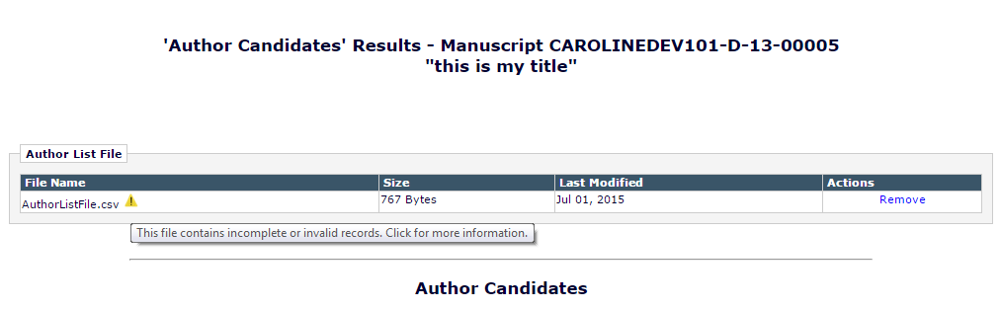 'Author Candidates' Results - Manuscript CAROLINEDEV101-D-13-00005
"this is my title"
Author List File
File Name Size Last Modified Actions
AuthorListFile.csv 767 Bytes Jul 01, 2015 Remove
This file contains incomplete or invalid records. Click for more information.
Author Candidates